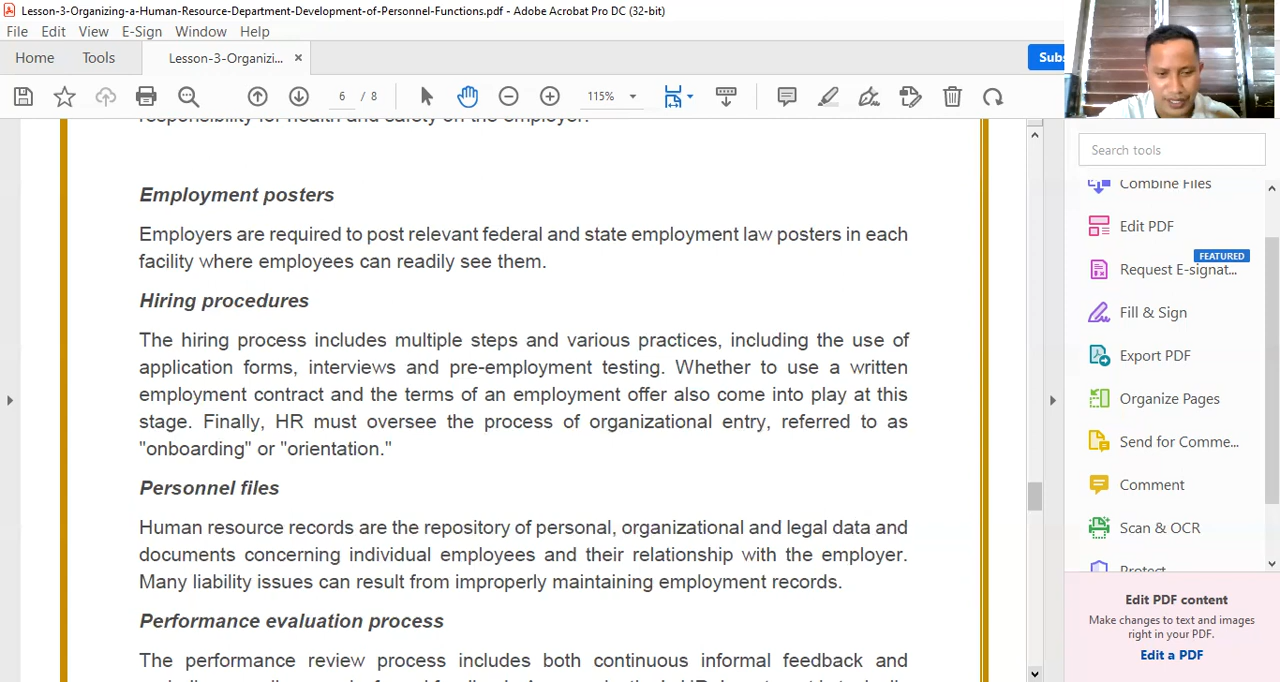 Lesson-3-Organizing-a-Human-Resource-Department-Development-of-Personnel-Functions.pdf - Adobe Acrobat Pro DC (32-bit)
File Edit View E-Sign Window Help
Home Tools Lesson-3-Organizi... × Subs
6 / 8 115%
responsibility for health and safety on the employer.
Employment posters
Employers are required to post relevant federal and state employment law posters in each
facility where employees can readily see them.
Hiring procedures
The hiring process includes multiple steps and various practices, including the use of
application forms, interviews and pre-employment testing. Whether to use a written
employment contract and the terms of an employment offer also come into play at this
stage. Finally, HR must oversee the process of organizational entry, referred to as
"onboarding" or "orientation."
Personnel files
Human resource records are the repository of personal, organizational and legal data and
documents concerning individual employees and their relationship with the employer.
Many liability issues can result from improperly maintaining employment records.
Performance evaluation process
The performance review process includes both continuous informal feedback and
Search tools
Combine Files
Edit PDF
FEATURED
Request E-signat...
Fill & Sign
Export PDF
Organize Pages
Send for Comme...
Comment
Scan & OCR
Protect
Edit PDF content
Make changes to text and images
right in your PDF.
Edit a PDF